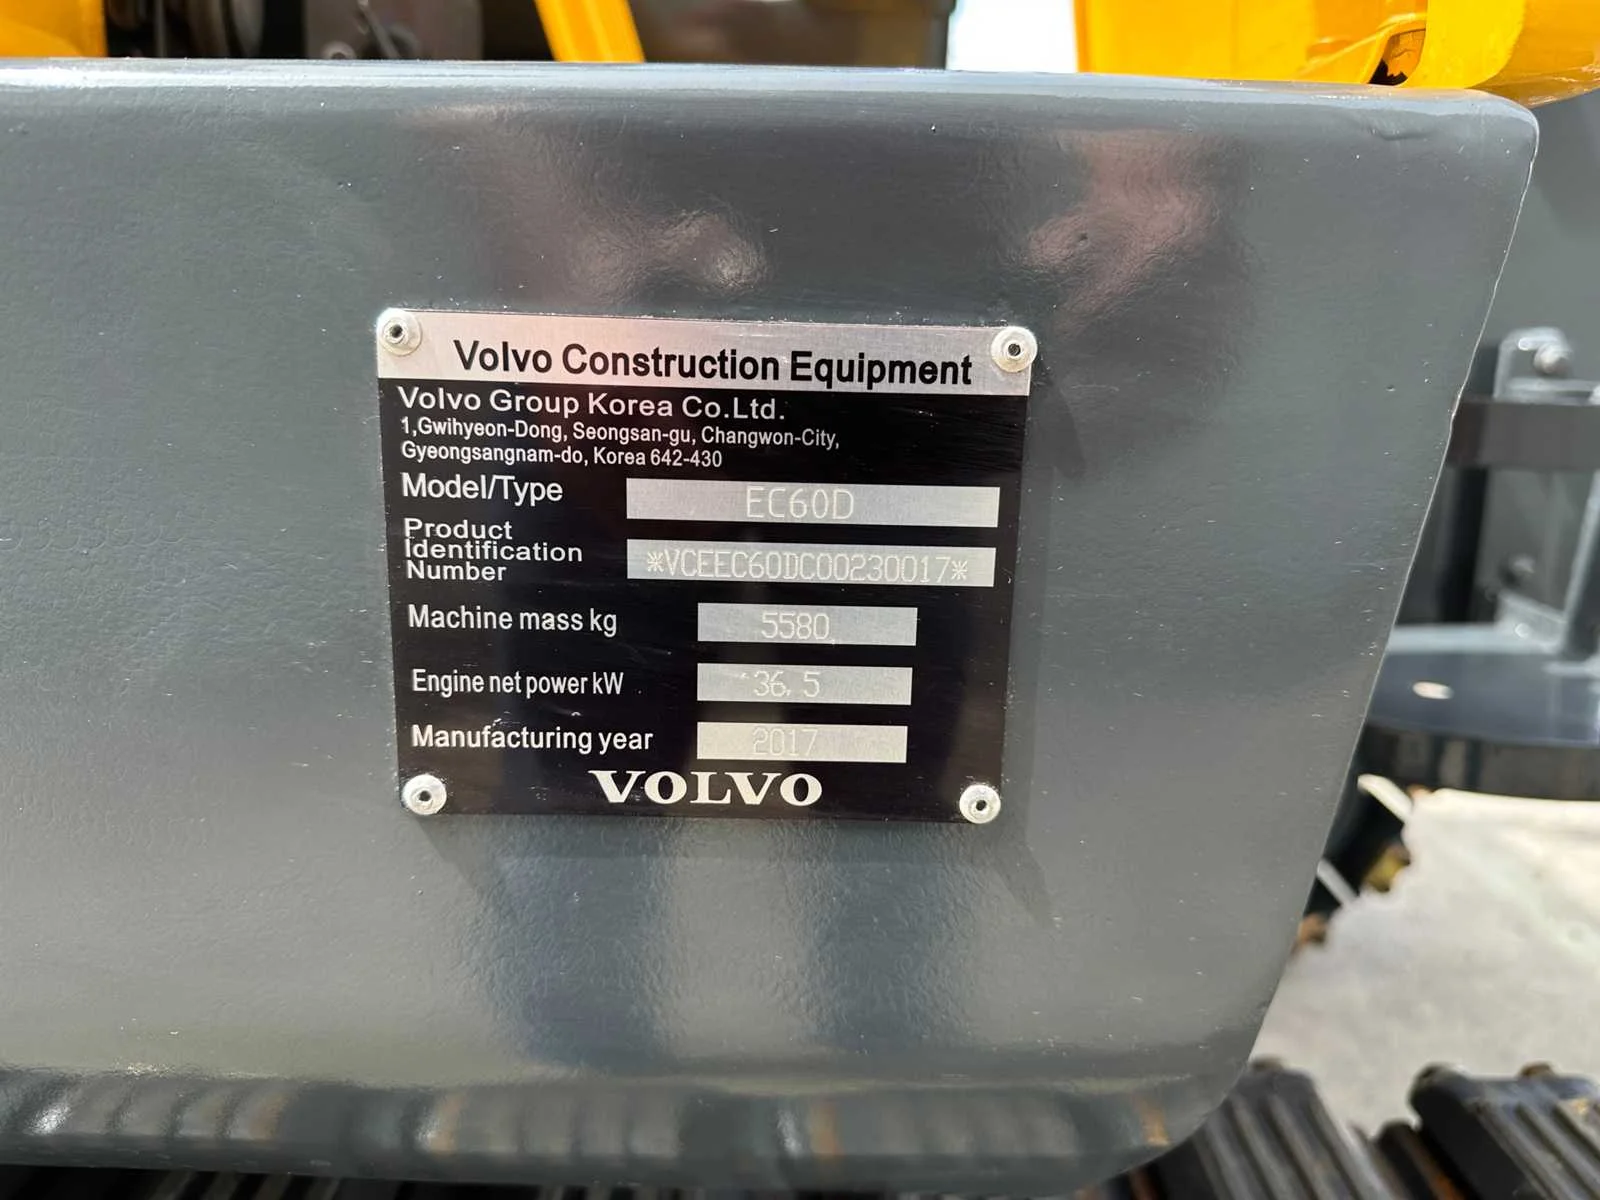 Volvo Construction Equipment
Volvo Group Korea Co.Ltd.
1,Gwihyeon-Dong, Seongsan-gu, Changwon-City,
Gyeongsangnam-do, Korea 642-430
Model/Type EC60D
Product
Identification
Number *VCEEC60DC00230017*
Machine mass kg 5580
Engine net power kW 36.5
Manufacturing year 2017
VOLVO